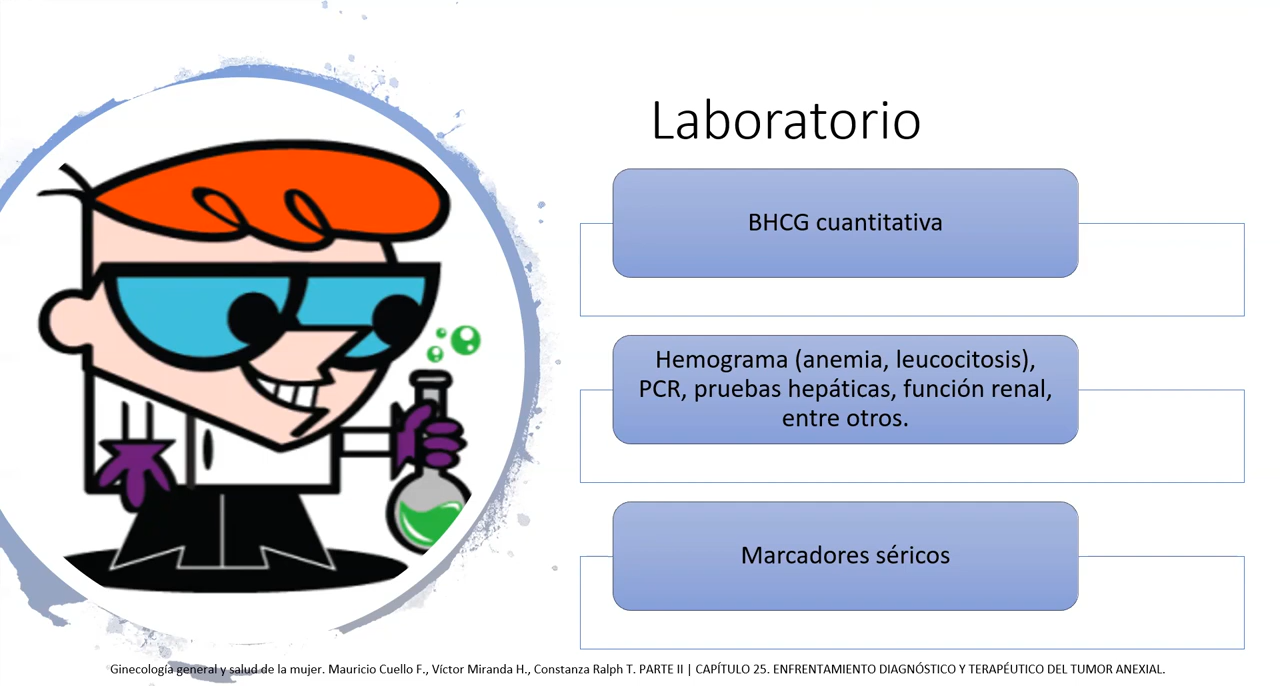 Laboratorio
BHCG cuantitativa
Hemograma (anemia, leucocitosis),
PCR, pruebas hepáticas, función renal,
entre otros.
Marcadores séricos
Ginecología general y salud de la mujer. Mauricio Cuello F., Víctor Miranda H., Constanza Ralph T. PARTE II | CAPÍTULO 25. ENFRENTAMIENTO DIAGNÓSTICO Y TERAPÉUTICO DEL TUMOR ANEXIAL.